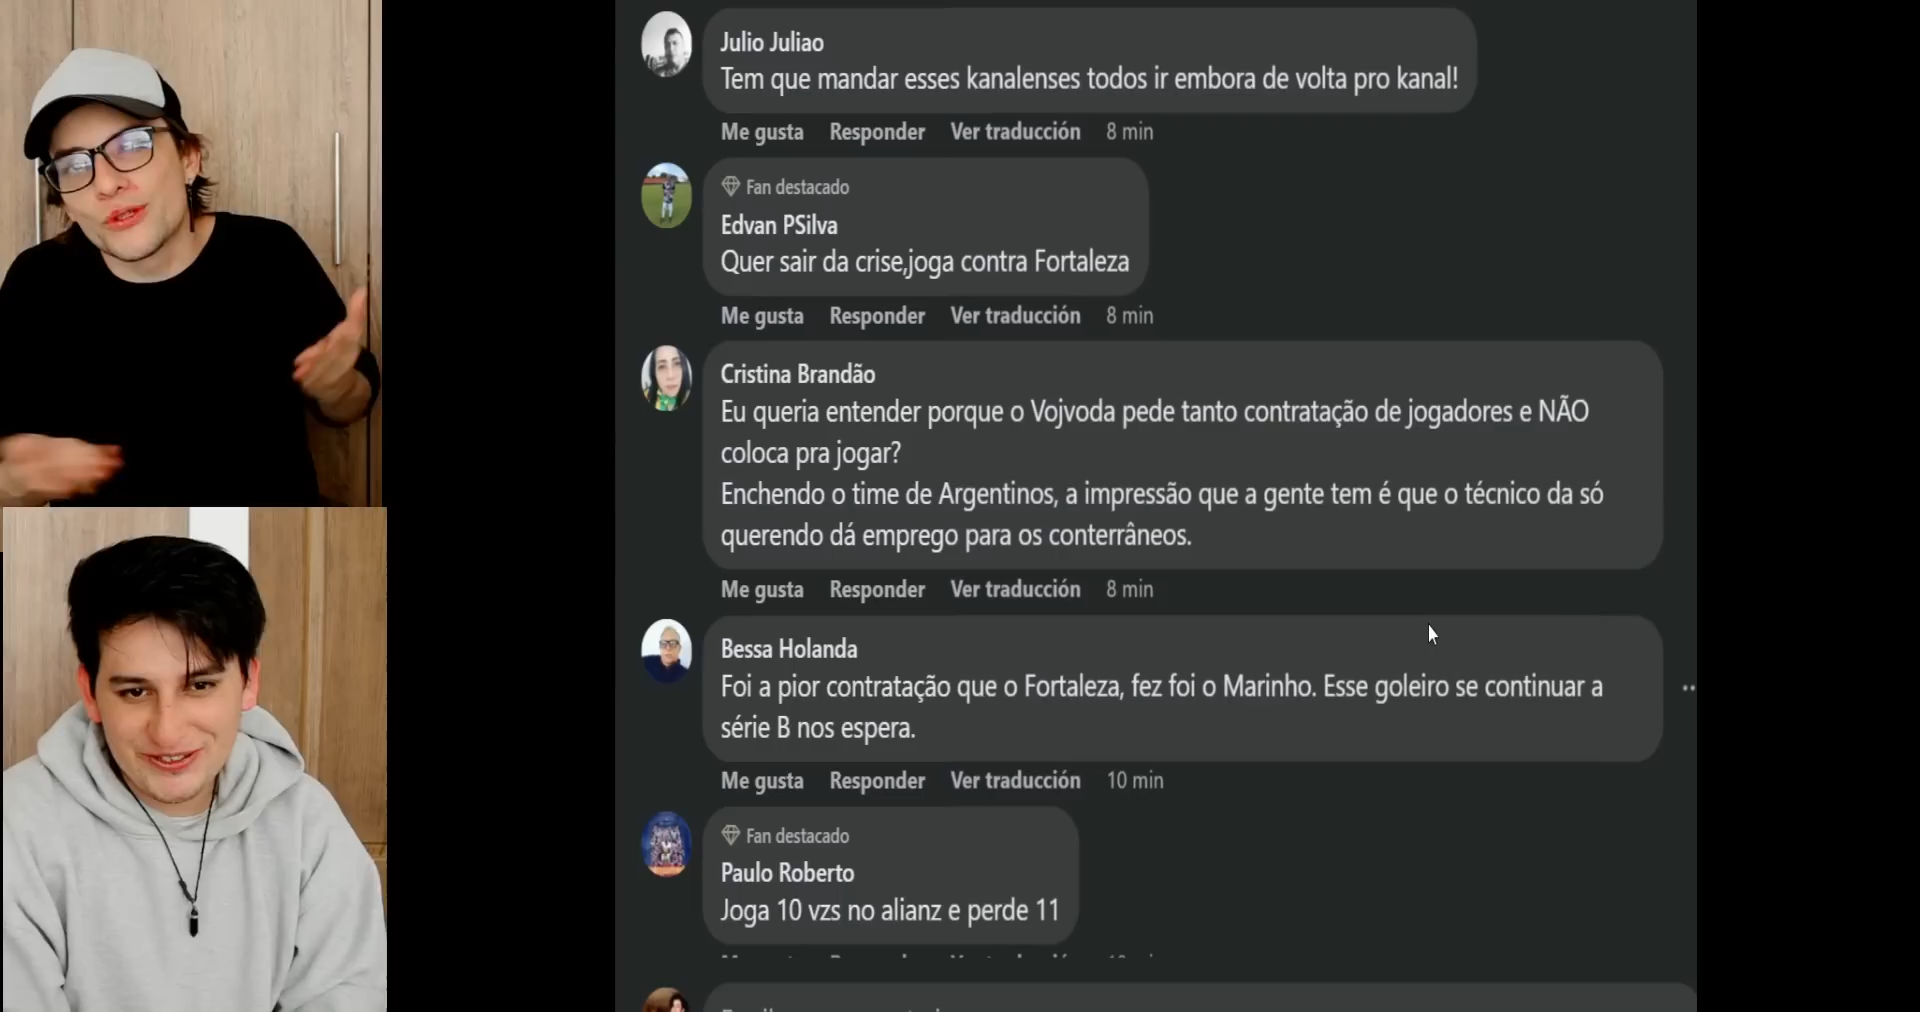 Julio Juliao
Tem que mandar esses kanalenses todos ir embora de volta pro kanal!
Me gusta Responder Ver traducción 8 min
Fan destacado
Edvan PSilva
Quer sair da crise,joga contra Fortaleza
Me gusta Responder Ver traducción 8 min
Cristina Brandão
Eu queria entender porque o Vojvoda pede tanto contratação de jogadores e NÃO
coloca pra jogar?
Enchendo o time de Argentinos, a impressão que a gente tem é que o técnico da só
querendo dá emprego para os conterrâneos.
Me gusta Responder Ver traducción 8 min
Bessa Holanda
Foi a pior contratação que o Fortaleza, fez foi o Marinho. Esse goleiro se continuar a
série B nos espera.
Me gusta Responder Ver traducción 10 min
Fan destacado
Paulo Roberto
Joga 10 vzs no alianz e perde 11